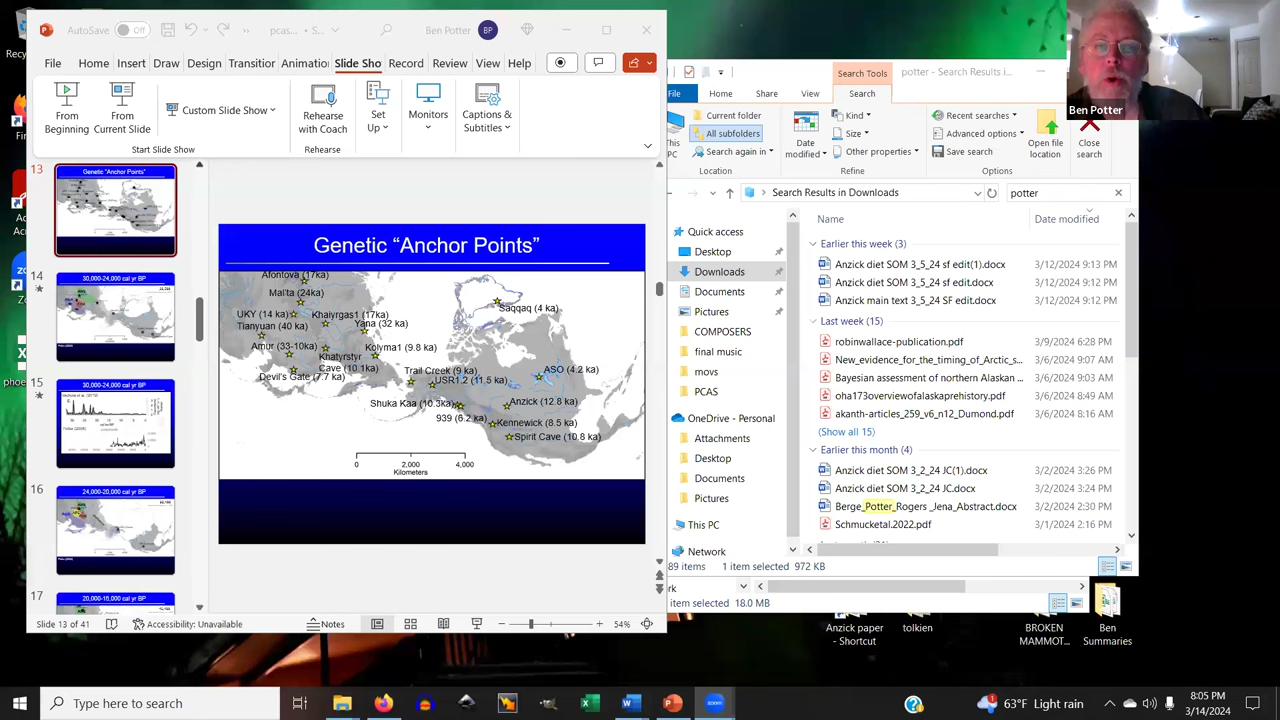 AutoSave Off pcas... • S... Ben Potter BP
File Home Insert Draw Design Transition Animation Slide Sho Record Review View Help
From Beginning
From Current Slide
Custom Slide Show
Rehearse with Coach
Set Up
Monitors
Captions & Subtitles
Start Slide Show
Rehearse
13
Genetic "Anchor Points"
14
30,000-24,000 cal yr BP
15
30,000-24,000 cal yr BP
16
24,000-20,000 cal yr BP
17
Genetic “Anchor Points”
Afontova (17ka)
Mal'ta (24ka)
UKY (14 ka)
Khaiyrgas1 (17ka)
Tianyuan (40 ka)
Yana (32 ka)
Amur (33-10ka)
Kolyma1 (9.8 ka)
Khatyrstyr
Cave (10.1ka)
Devil's Gate (7.7 ka)
Saqqaq (4 ka)
Trail Creek (9 ka)
USR1.2 (11.5 ka)
ASO (4.2 ka)
Shuka Kaa (10.3ka)
Anzick (12.8 ka)
939 (6.2 ka)
Kennewick (8.5 ka)
Spirit Cave (10.8 ka)
0 2,000 4,000
Kilometers
Slide 13 of 41 Accessibility: Unavailable Notes 54%
Search Tools potter - Search Results in...
File Home Share View Search
This PC
Current folder
All subfolders
Search again in
Location
Date modified
Kind
Size
Other properties
Refine
Recent searches
Advanced options
Save search
Open file location
Close search
Options
Search Results in Downloads potter
Quick access
Desktop
Downloads
Documents
Pictures
COMPOSERS
final music
movs
PCAS
OneDrive - Personal
Attachments
Desktop
Documents
Pictures
This PC
Network
Name Date modified
Earlier this week (3)
Anzick diet SOM 3_5_24 sf edit(1).docx 3/12/2024 9:13 PM
Anzick diet SOM 3_5_24 sf edit.docx 3/12/2024 9:12 PM
Anzick main text 3_5_24 SF edit.docx 3/12/2024 9:12 PM
Last week (15)
robinwallace-publication.pdf 3/9/2024 6:28 PM
New_evidence_for_the_timing_of_Arctic_s... 3/6/2024 9:07 AM
Bayesian assessment of northern Alaskan ... 3/6/2024 9:03 AM
oha173overviewofalaskaprehistory.pdf 3/6/2024 8:49 AM
akanth-articles_259_v6_n12_Dumond.pdf 3/6/2024 8:16 AM
(Show all 15)
Earlier this month (4)
Anzick diet SOM 3_2_24 JC(1).docx 3/2/2024 3:26 PM
Anzick diet SOM 3_2_24 JC.docx 3/2/2024 3:24 PM
Berge_Potter_Rogers _Jena_Abstract.docx 3/2/2024 2:30 PM
Schmucketal.2022.pdf 3/1/2024 2:16 PM
89 items 1 item selected 972 KB
rk
item selected 18.0 MB
Anzick paper - Shortcut
tolkien
BROKEN MAMMOT...
Ben Summaries
Ben Potter
Type here to search
63°F Light rain
8:05 PM
3/14/2024